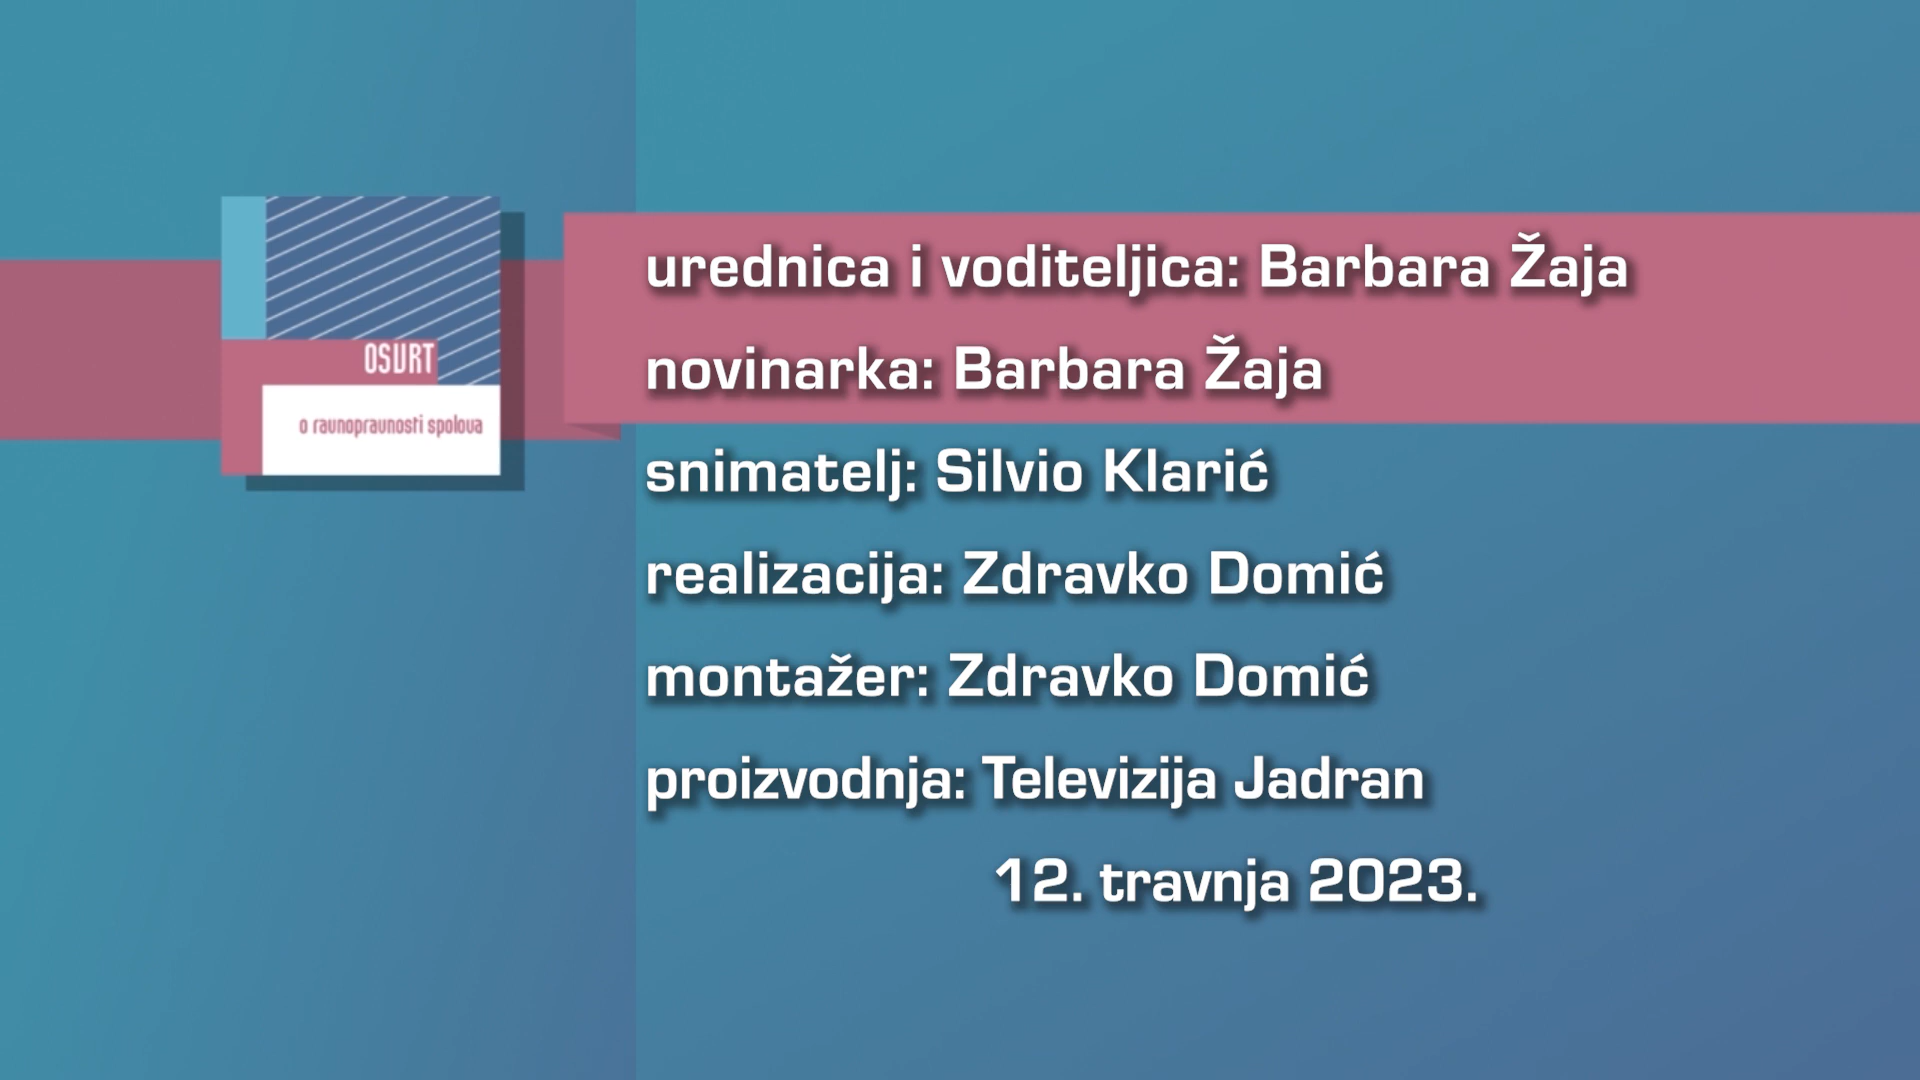 OSVRT
o ravnopravnosti spolova
urednica i voditeljica: Barbara Žaja
novinarka: Barbara Žaja
snimatelj: Silvio Klarić
realizacija: Zdravko Domić
montažer: Zdravko Domić
proizvodnja: Televizija Jadran
12. travnja 2023.